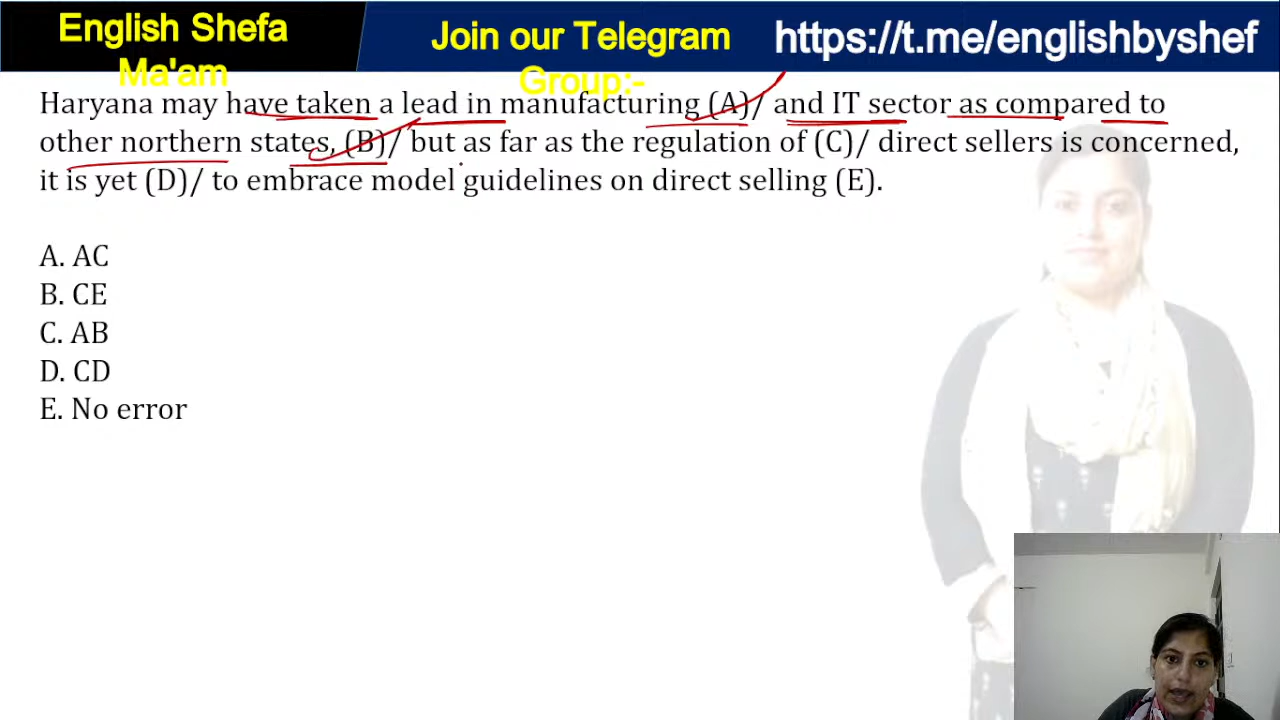 English Shefa
Ma'am
Join our Telegram
Group:-
https://t.me/englishbyshef
Haryana may have taken a lead in manufacturing (A)/ and IT sector as compared to
other northern states, (B)/ but as far as the regulation of (C)/ direct sellers is concerned,
it is yet (D)/ to embrace model guidelines on direct selling (E).
A. AC
B. CE
C. AB
D. CD
E. No error